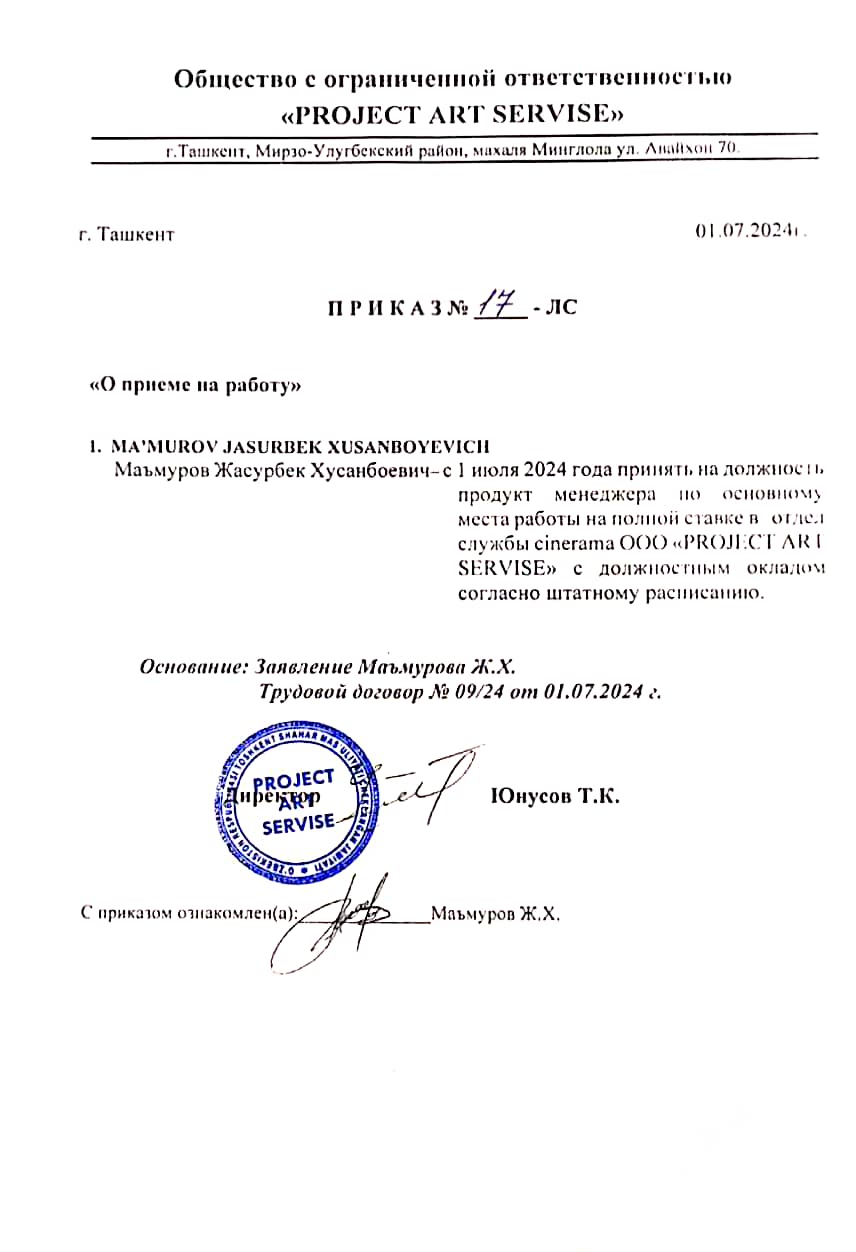 Общество с ограниченной ответственностью
«PROJECT ART SERVISE»
г.Ташкент, Мирзо-Улугбекский район, махаля Минглола ул. Анайхон 70.
г. Ташкент 01.07.2024г.
П Р И К А З № 17 - ЛС
«О приеме на работу»
1. MA'MUROV JASURBEK XUSANBOYEVICH
Маъмуров Жасурбек Хусанбоевич– с 1 июля 2024 года принять на должность
продукт менеджера по основному
места работы на полной ставке в отдел
службы cinerama ООО «PROJECT ART
SERVISE» с должностным окладом
согласно штатному расписанию.
Основание: Заявление Маъмурова Ж.Х.
Трудовой договор № 09/24 от 01.07.2024 г.
O'ZBEKISTON RESPUBLIKASI TOSHKENT SHAHAR MAS'ULIYATI CHEKLANGAN JAMIYATI
PROJECT
ART
SERVISE
Директор Юнусов Т.К.
С приказом ознакомлен(а): Маъмуров Ж.Х.